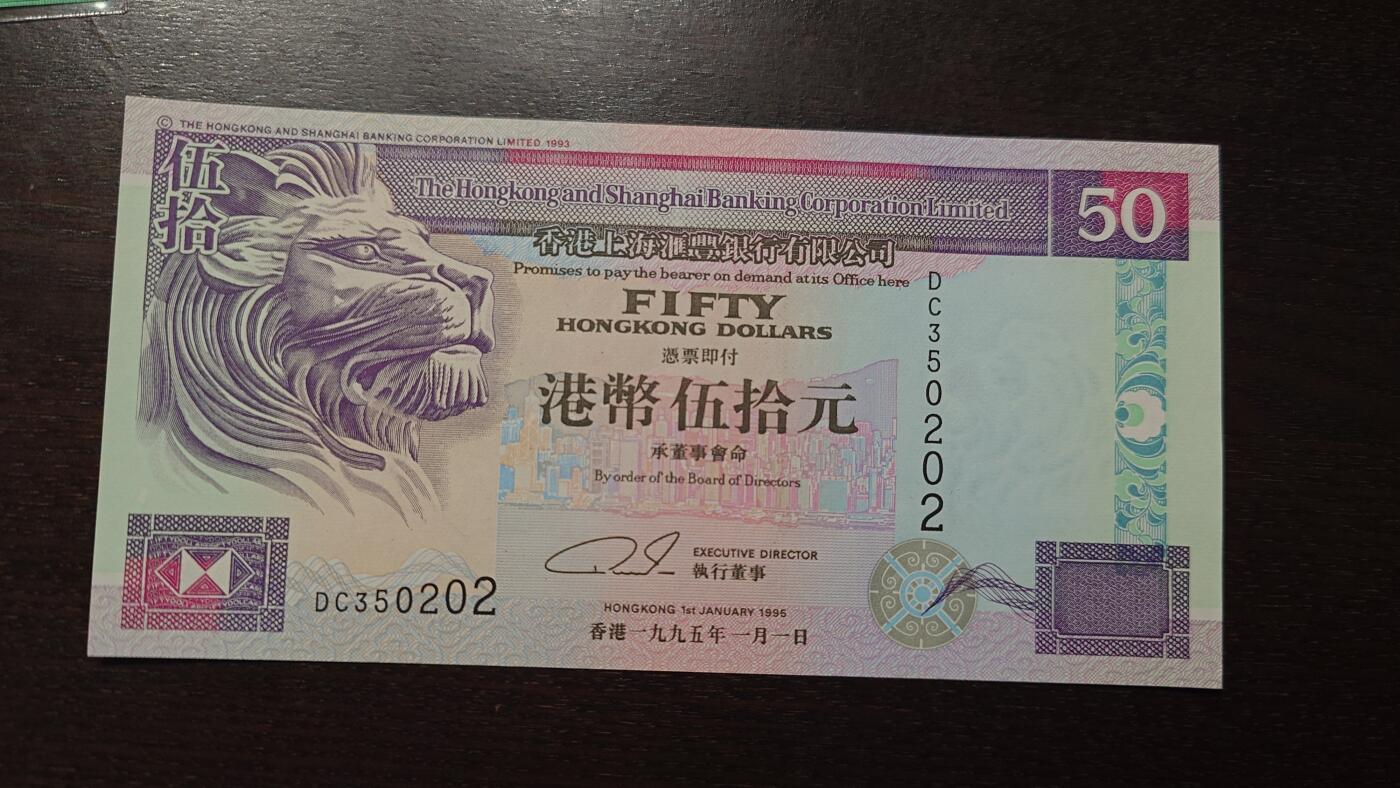 © THE HONGKONG AND SHANGHAI BANKING CORPORATION LIMITED 1993
伍拾
The Hongkong and Shanghai Banking Corporation Limited
50
香港上海滙豐銀行有限公司
Promises to pay the bearer on demand at its Office here
FIFTY
HONGKONG DOLLARS
憑票即付
港幣伍拾元
承董事會命
By order of the Board of Directors
DC350202
EXECUTIVE DIRECTOR
執行董事
DC350202
HONGKONG 1st JANUARY 1995
香港一九九五年一月一日